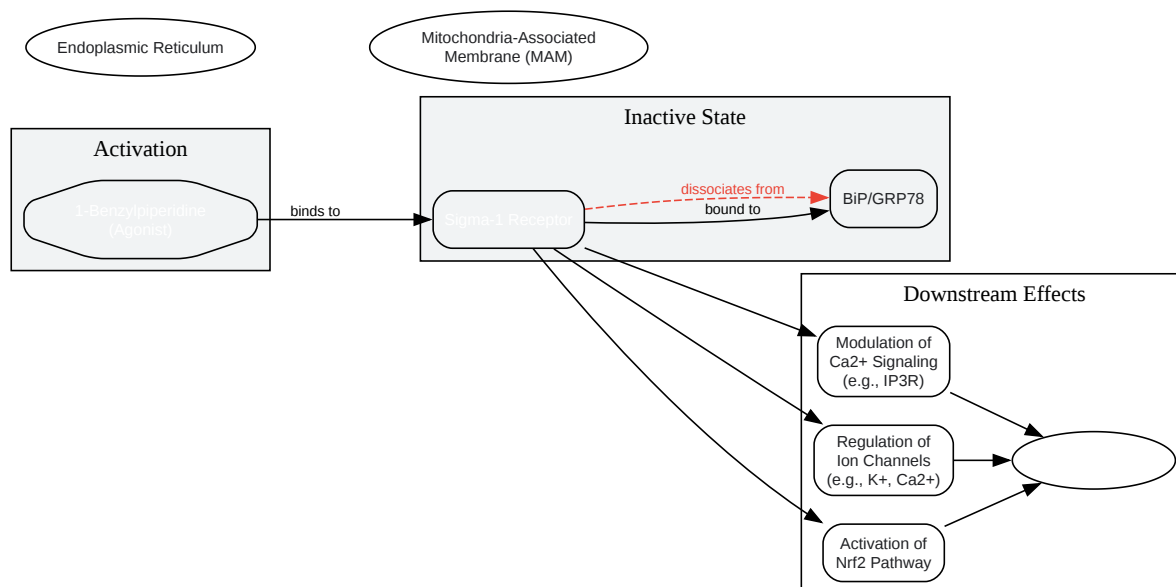 Endoplasmic Reticulum
Mitochondria-Associated
Membrane (MAM)
Activation
1-Benzylpiperidine
(Agonist)
binds to
Inactive State
Sigma-1 Receptor
dissociates from
bound to
BiP/GRP78
Downstream Effects
Modulation of
Ca2+ Signaling
(e.g., IP3R)
Regulation of
Ion Channels
(e.g., K+, Ca2+)
Activation of
Nrf2 Pathway